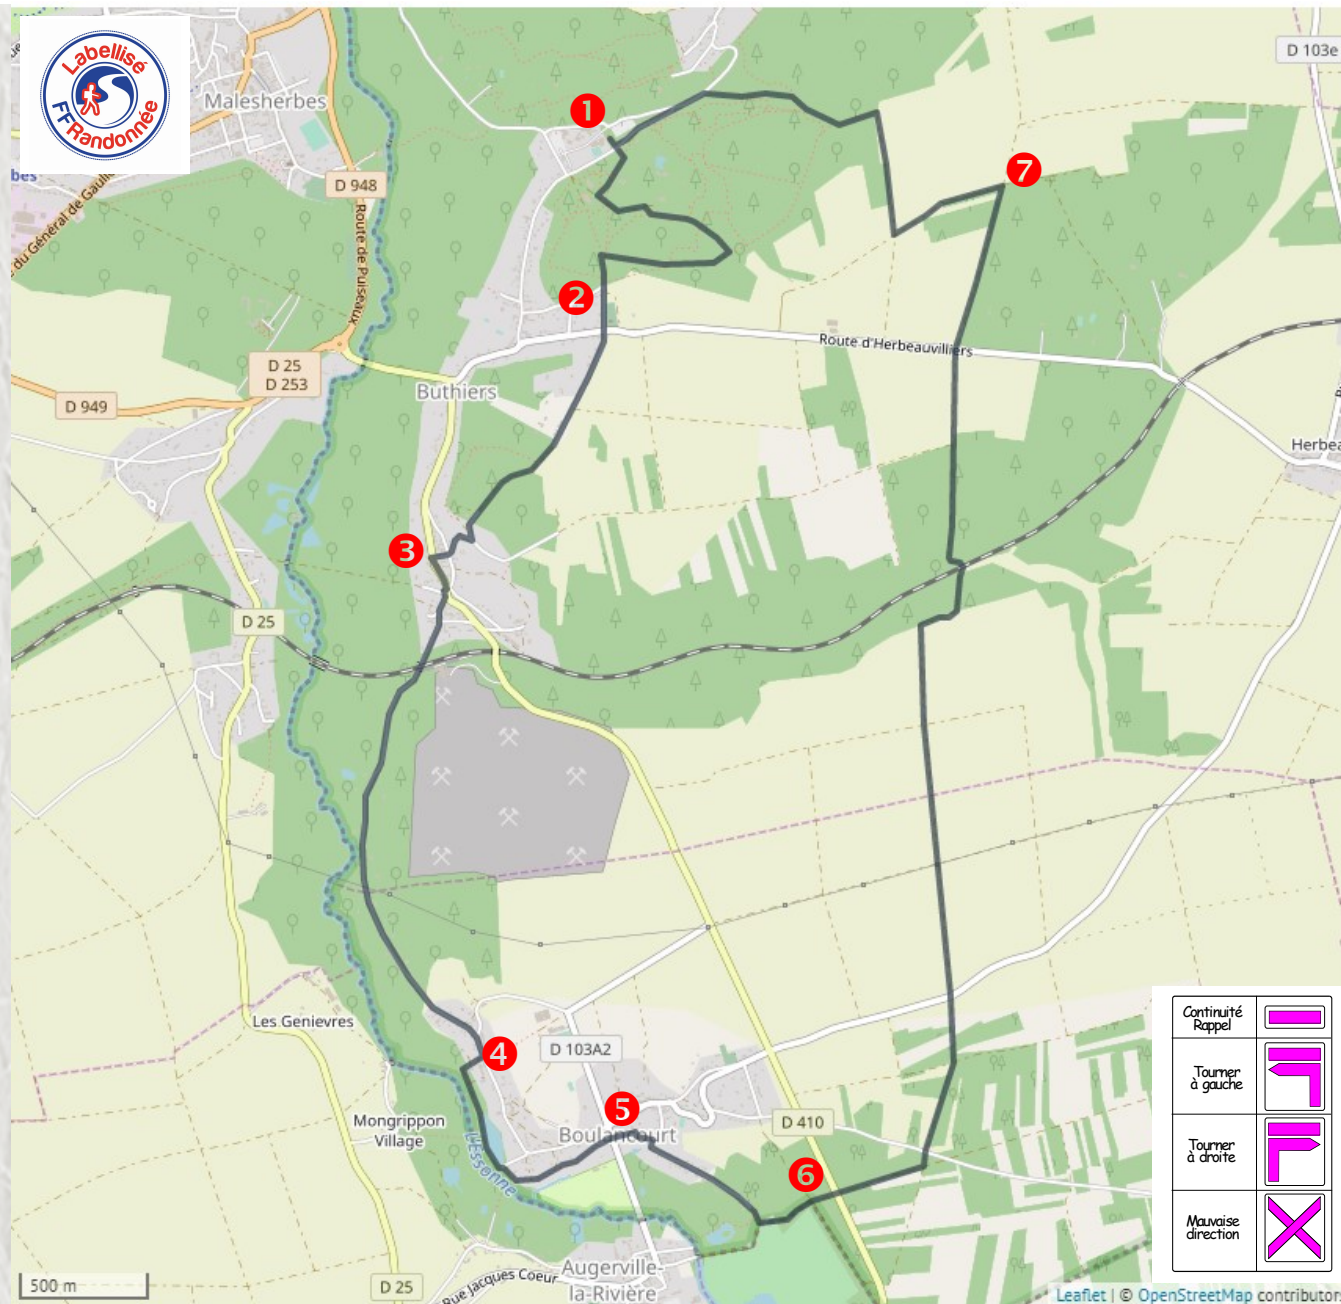 Labellisé
FFRandonnée
Malesherbes
D 103e
1
7
bes
D 948
du Général de Gaulle
Route de Puiseaux
2
Route d'Herbeauvilliers
D 25
D 253
Buthiers
D 949
Herbea
3
D 25
Les Genievres
4
D 103A2
5
Boulancourt
D 410
Mongrippon
Village
L'Essonne
6
Augerville-
la-Rivière
Rue Jacques Coeur
D 25
500 m
Continuité
Rappel
Tourner
à gauche
Tourner
à droite
Mauvaise
direction
Leaflet | © OpenStreetMap contributor